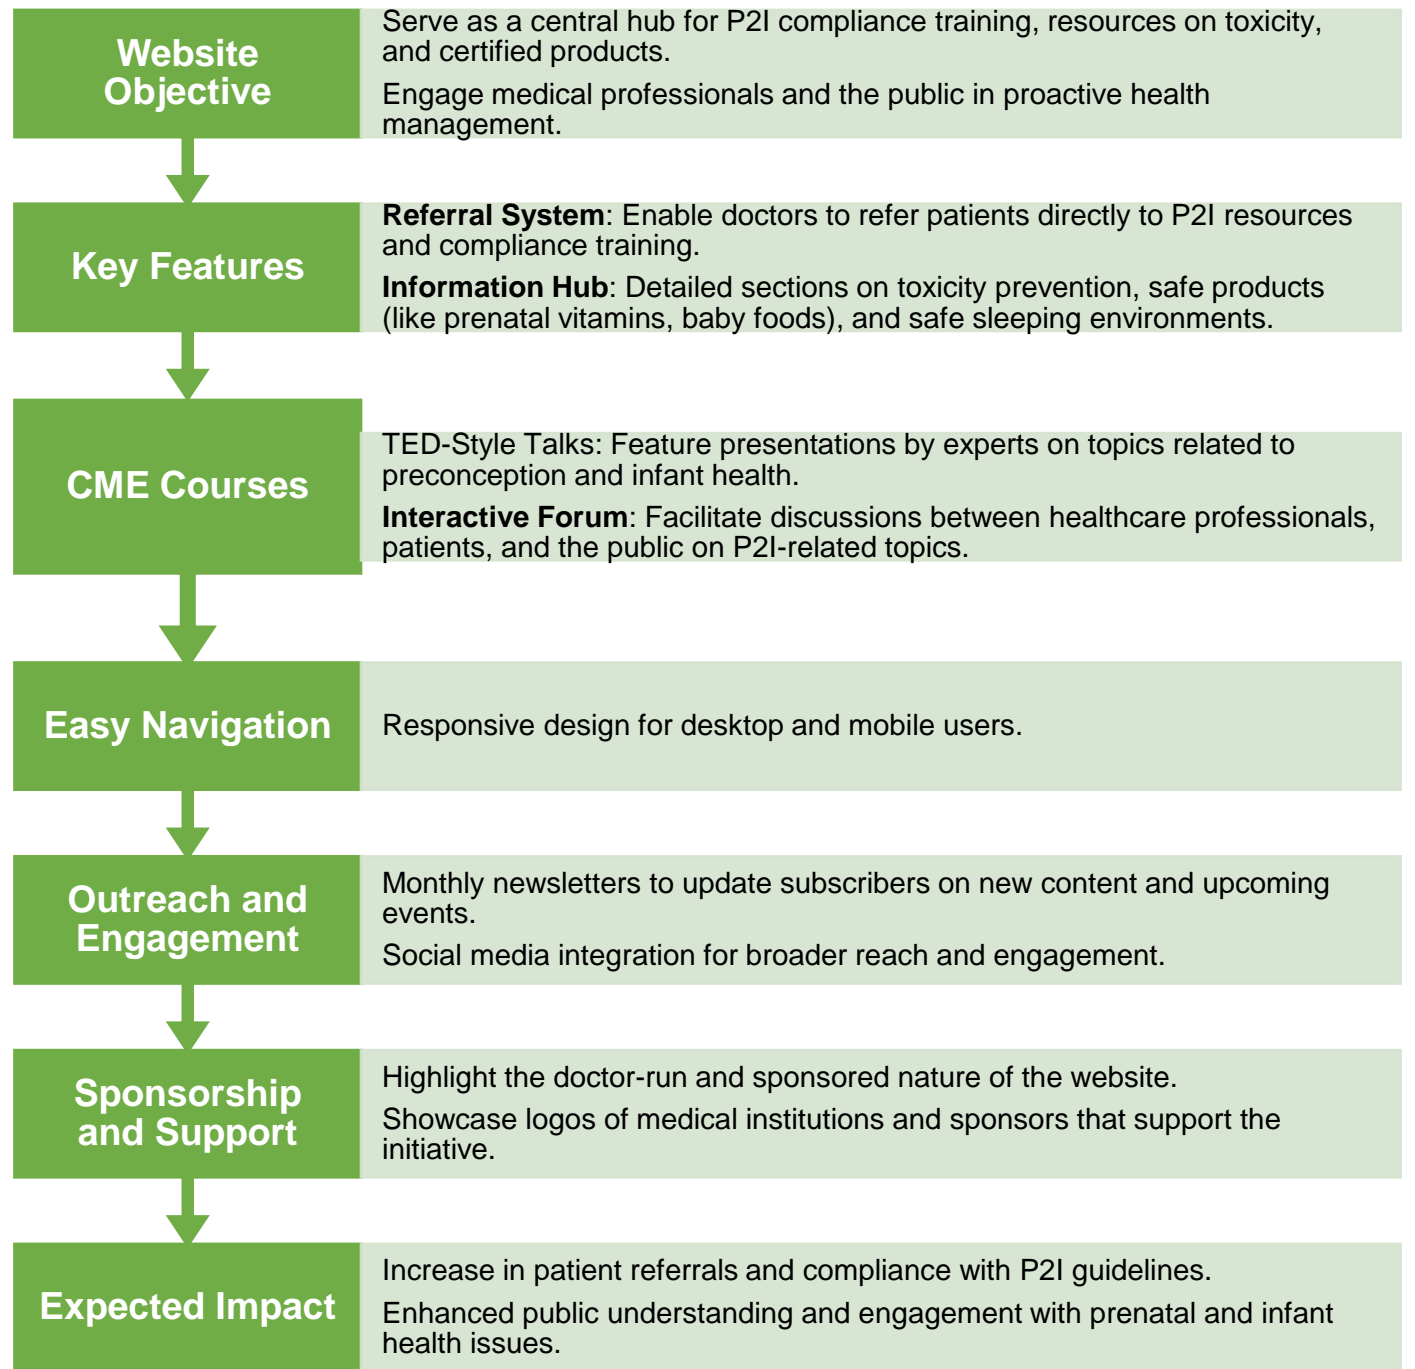 Website
Objective
Serve as a central hub for P2I compliance training, resources on toxicity,
and certified products.
Engage medical professionals and the public in proactive health
management.
Key Features
Referral System: Enable doctors to refer patients directly to P2I resources
and compliance training.
Information Hub: Detailed sections on toxicity prevention, safe products
(like prenatal vitamins, baby foods), and safe sleeping environments.
CME Courses
TED-Style Talks: Feature presentations by experts on topics related to
preconception and infant health.
Interactive Forum: Facilitate discussions between healthcare professionals,
patients, and the public on P2I-related topics.
Easy Navigation
Responsive design for desktop and mobile users.
Outreach and
Engagement
Monthly newsletters to update subscribers on new content and upcoming
events.
Social media integration for broader reach and engagement.
Sponsorship
and Support
Highlight the doctor-run and sponsored nature of the website.
Showcase logos of medical institutions and sponsors that support the
initiative.
Expected Impact
Increase in patient referrals and compliance with P2I guidelines.
Enhanced public understanding and engagement with prenatal and infant
health issues.